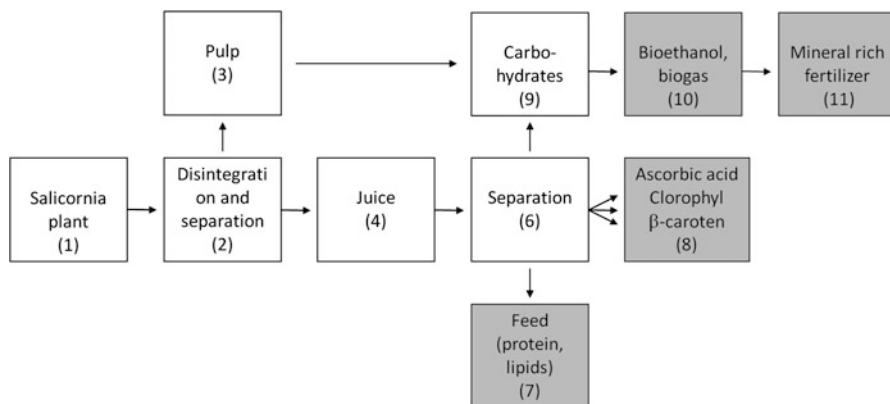 Pulp
(3)
Carbo-
hydrates
(9)
Bioethanol,
biogas
(10)
Mineral rich
fertilizer
(11)
Salicornia
plant
(1)
Disintegrati
on and
separation
(2)
Juice
(4)
Separation
(6)
Ascorbic acid
Clorophyl
β-caroten
(8)
Feed
(protein,
lipids)
(7)